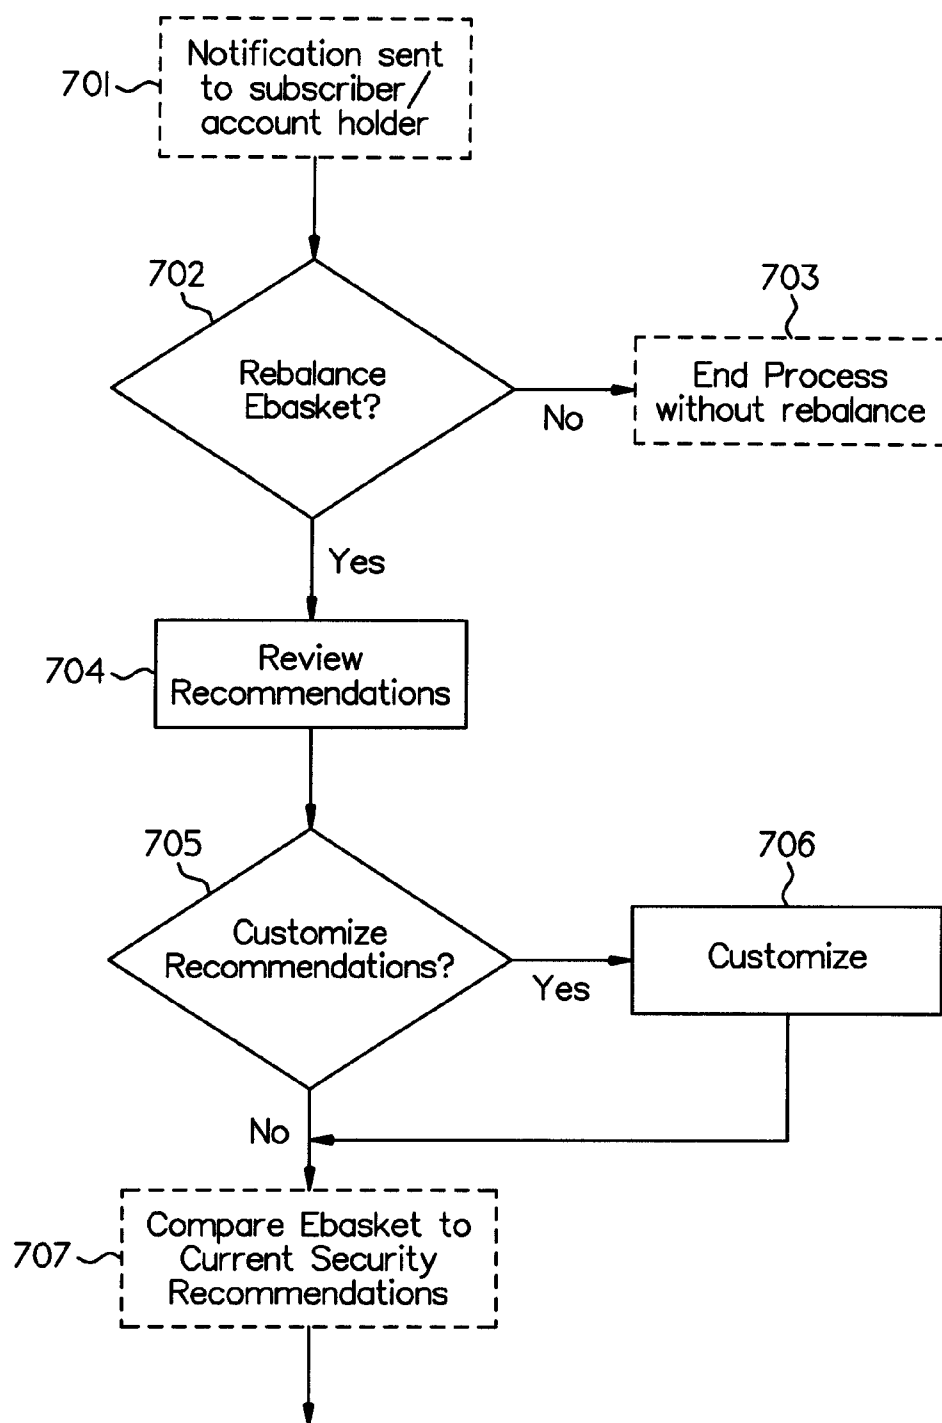 Notification sent
to subscriber/
account holder
701
702
Rebalance
Ebasket?
No
703
End Process
without rebalance
Yes
704
Review
Recommendations
705
Customize
Recommendations?
Yes
706
Customize
No
707
Compare Ebasket to
Current Security
Recommendations